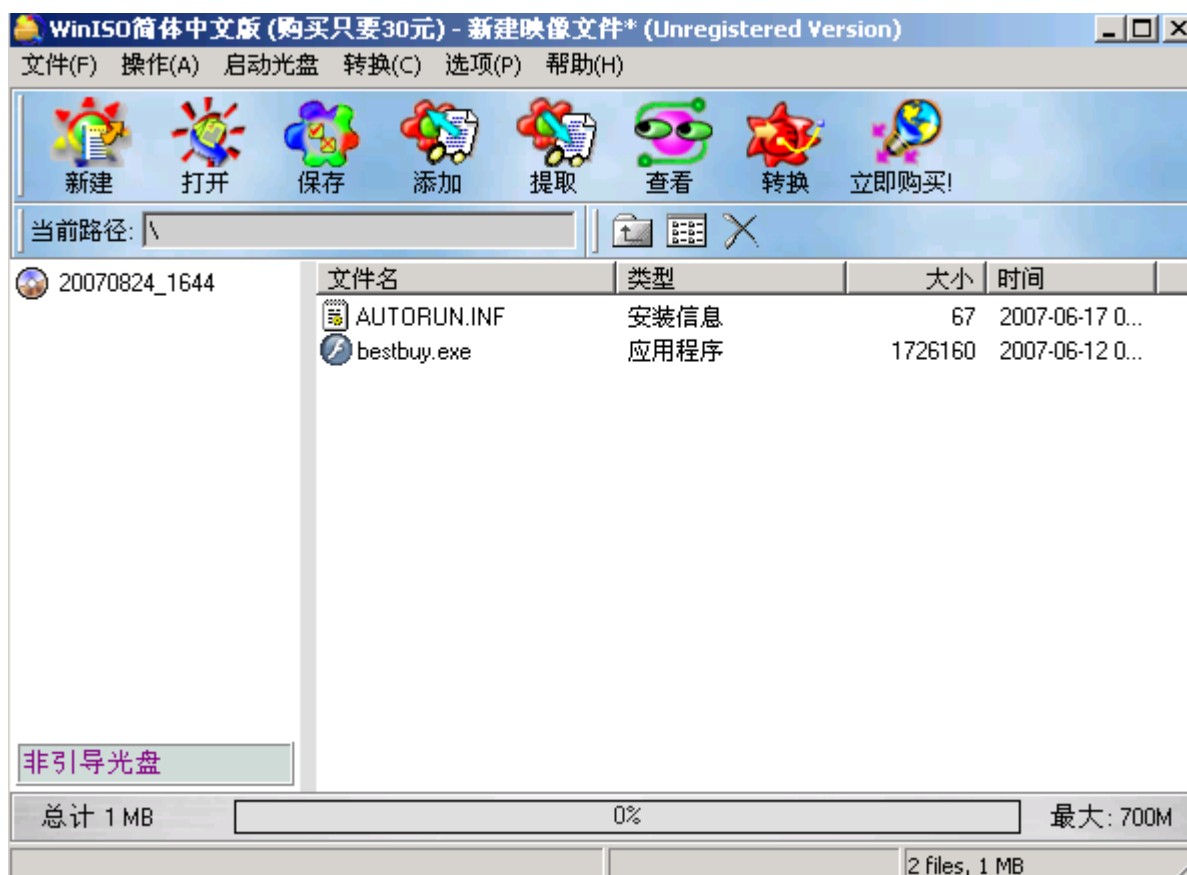 WinISO简体中文版 (购买只要30元) - 新建映像文件* (Unregistered Version)
文件(F) 操作(A) 启动光盘 转换(C) 选项(P) 帮助(H)
新建 打开 保存 添加 提取 查看 转换 立即购买!
当前路径: \
20070824_1644
文件名 类型 大小 时间
AUTORUN.INF 安装信息 67 2007-06-17 0...
bestbuy.exe 应用程序 1726160 2007-06-12 0...
非引导光盘
总计 1 MB 0% 最大: 700M
2 files, 1 MB